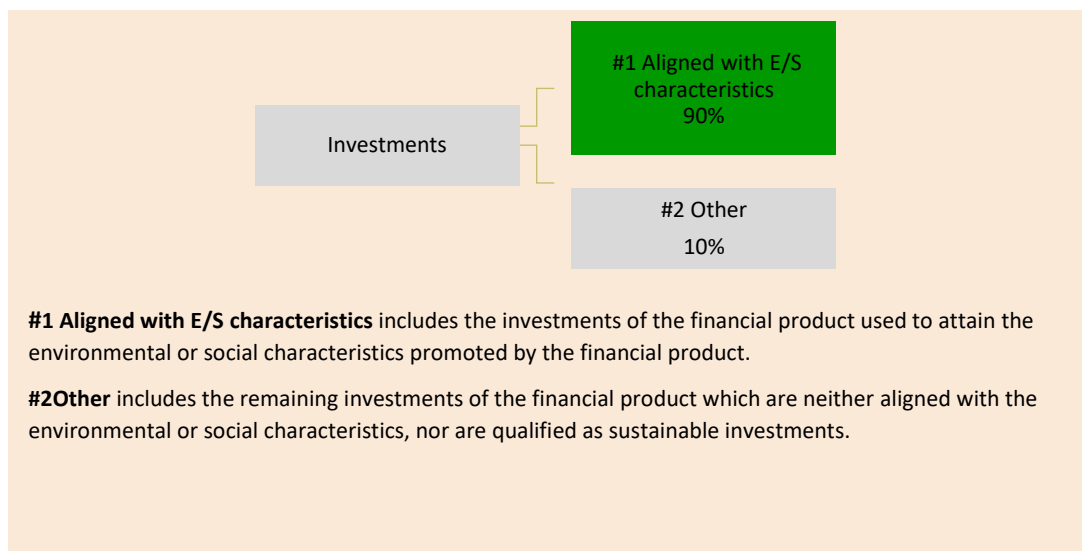 #1 Aligned with E/S
characteristics
90%
Investments
#2 Other
10%
#1 Aligned with E/S characteristics includes the investments of the financial product used to attain the
environmental or social characteristics promoted by the financial product.
#2Other includes the remaining investments of the financial product which are neither aligned with the
environmental or social characteristics, nor are qualified as sustainable investments.